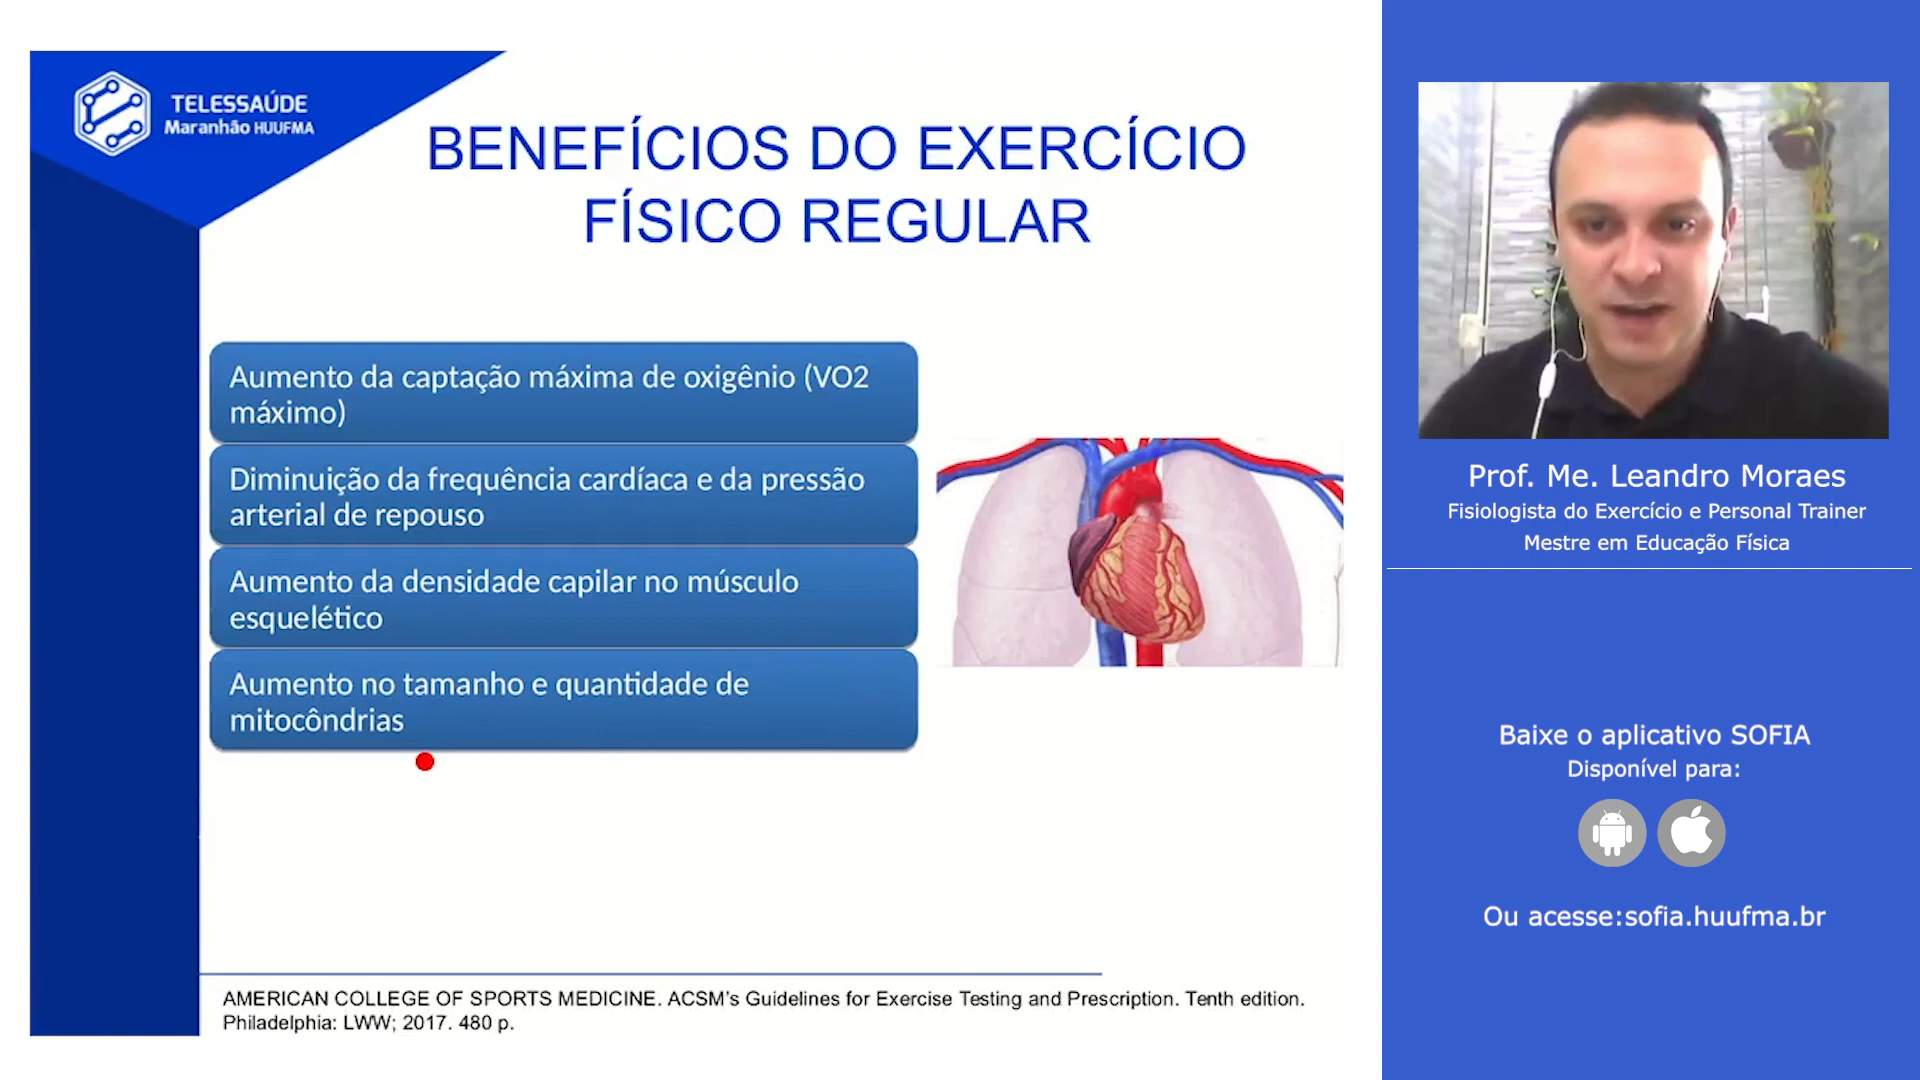 TELESSAÚDE
Maranhão HUUFMA
BENEFÍCIOS DO EXERCÍCIO
FÍSICO REGULAR
Aumento da captação máxima de oxigênio (VO2
máximo)
Diminuição da frequência cardíaca e da pressão
arterial de repouso
Aumento da densidade capilar no músculo
esquelético
Aumento no tamanho e quantidade de
mitocôndrias
AMERICAN COLLEGE OF SPORTS MEDICINE. ACSM's Guidelines for Exercise Testing and Prescription. Tenth edition.
Philadelphia: LWW; 2017. 480 p.
Prof. Me. Leandro Moraes
Fisiologista do Exercício e Personal Trainer
Mestre em Educação Física
Baixe o aplicativo SOFIA
Disponível para:
Ou acesse:sofia.huufma.br